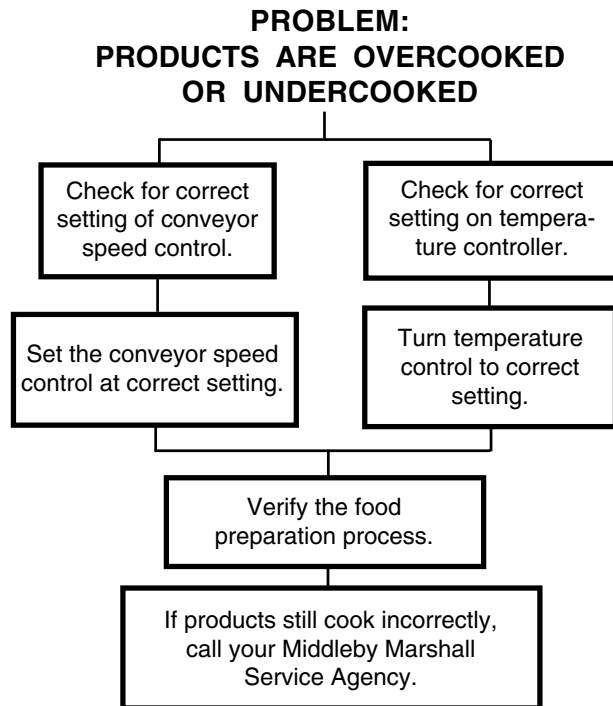 PROBLEM:
PRODUCTS ARE OVERCOOKED
OR UNDERCOOKED
Check for correct
setting of conveyor
speed control.
Check for correct
setting on tempera-
ture controller.
Set the conveyor speed
control at correct setting.
Turn temperature
control to correct
setting.
Verify the food
preparation process.
If products still cook incorrectly,
call your Middleby Marshall
Service Agency.